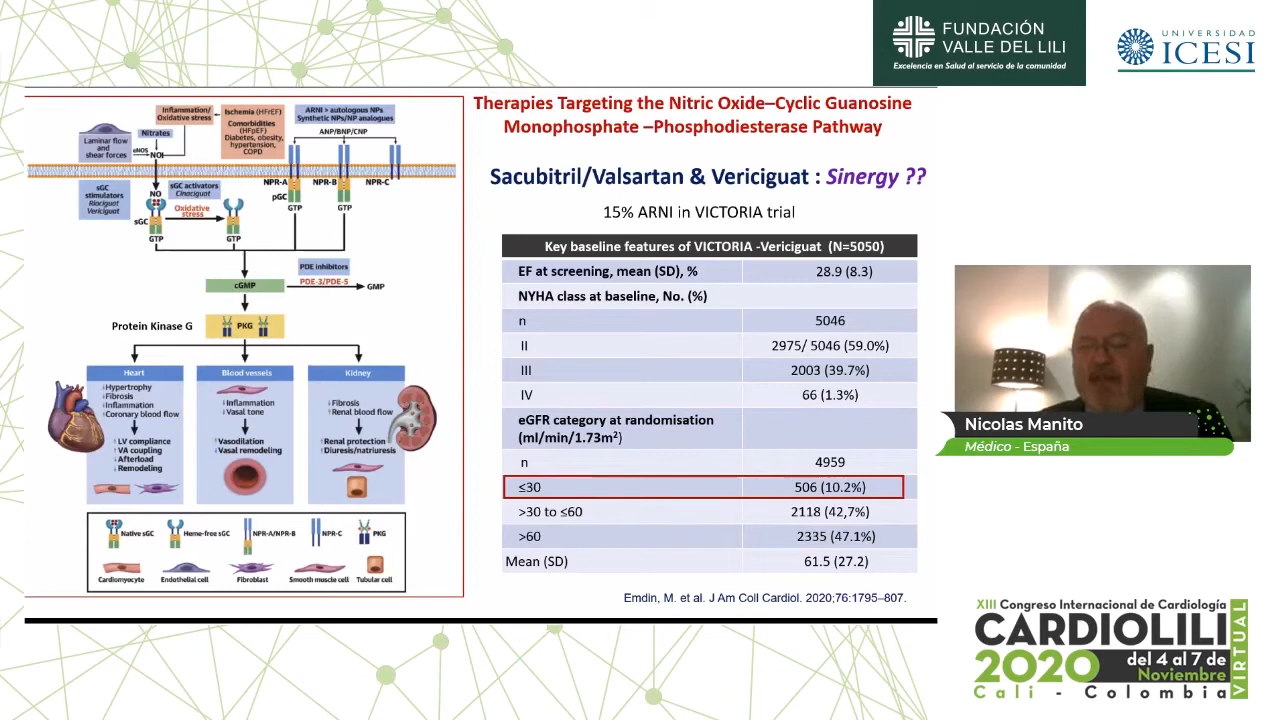 FUNDACIÓN
VALLE DEL LILI
Excelencia en Salud al servicio de la comunidad
UNIVERSIDAD
ICESI
Inflammation/
Oxidative stress
Ischemia (HFrEF)
Comorbidities
(HFpEF)
Diabetes, obesity,
hypertension,
COPD
ARNI > autologous NPs
Synthetic NPs/NP analogues
ANP/BNP/CNP
Laminar flow
and
shear forces
Nitrates
eNOS
NO
sGC
stimulators
Riociguat
Vericiguat
NO
sGC activators
Cinaciguat
Oxidative
stress
sGC
GTP
GTP
NPR-A
NPR-B
NPR-C
pGC
GTP
GTP
PDE inhibitors
cGMP
PDE-3/PDE-5
GMP
Protein Kinase G
PKG
Heart
↓Hypertrophy
↓Fibrosis
↓Inflammation
↑Coronary blood flow
↑ LV compliance
↑ VA coupling
↓ Afterload
↓ Remodeling
Blood vessels
↓ Inflammation
↓ Vasal tone
↑ Vasodilation
↓ Vasal remodeling
Kidney
↓ Fibrosis
↑ Renal blood flow
↑ Renal protection
↑ Diuresis/natriuresis
Native sGC
Heme-free sGC
NPR-A/NPR-B
NPR-C
PKG
Cardiomyocyte
Endothelial cell
Fibroblast
Smooth muscle cell
Tubular cell
Therapies Targeting the Nitric Oxide–Cyclic Guanosine
Monophosphate –Phosphodiesterase Pathway
Sacubitril/Valsartan & Vericiguat : Sinergy ??
15% ARNI in VICTORIA trial
Key baseline features of VICTORIA -Vericiguat (N=5050)
EF at screening, mean (SD), % 28.9 (8.3)
NYHA class at baseline, No. (%)
n 5046
II 2975/ 5046 (59.0%)
III 2003 (39.7%)
IV 66 (1.3%)
eGFR category at randomisation
(ml/min/1.73m²)
n 4959
≤30 506 (10.2%)
>30 to ≤60 2118 (42,7%)
>60 2335 (47.1%)
Mean (SD) 61.5 (27.2)
Emdin, M. et al. J Am Coll Cardiol. 2020;76:1795–807.
Nicolas Manito
Médico - España
XIII Congreso Internacional de Cardiología
CARDIOLILI
2020
del 4 al 7 de
Noviembre
Cali - Colombia
VIRTUAL